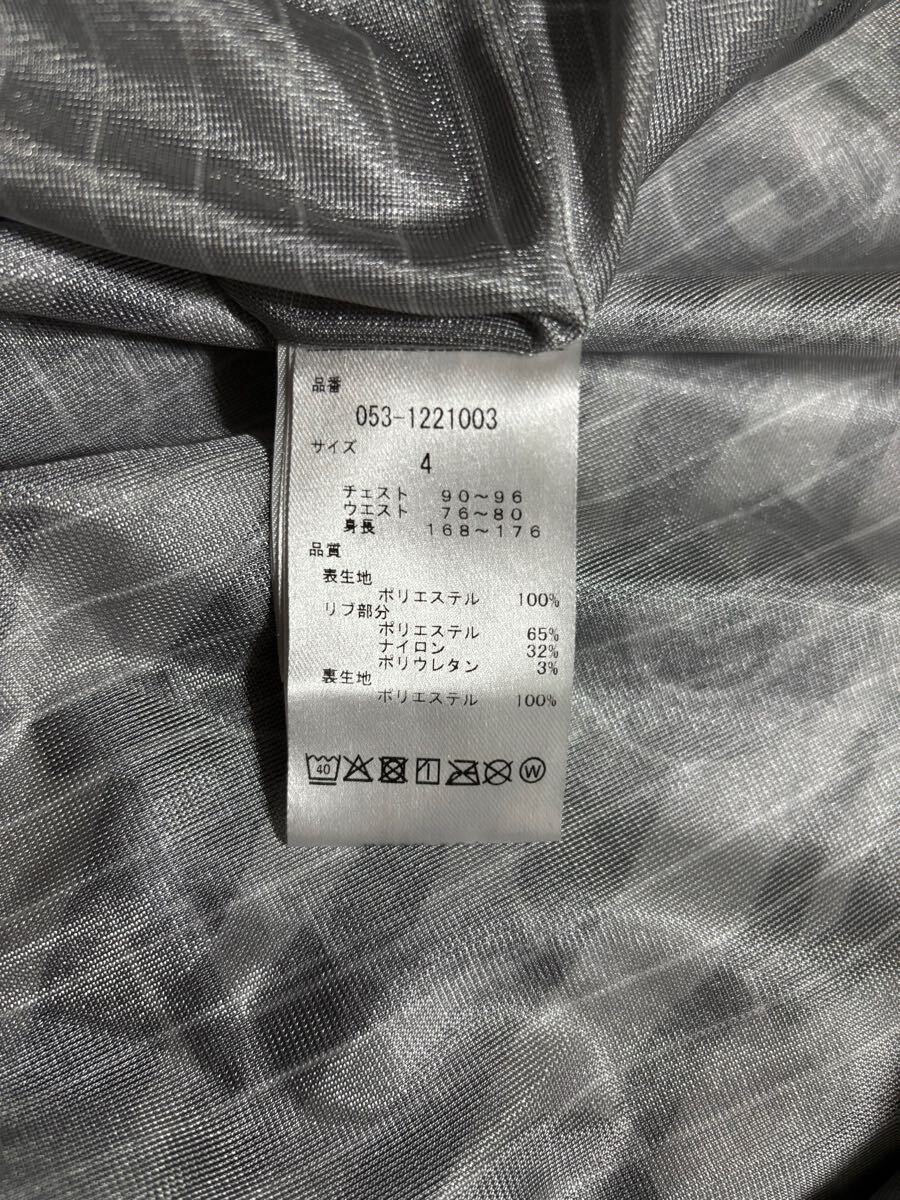 品番
053-1221003
サイズ
4
チェスト 90～96
ウエスト 76～80
身長 168～176
品質
表生地
ポリエステル 100%
リブ部分
ポリエステル 65%
ナイロン 32%
ポリウレタン 3%
裏生地
ポリエステル 100%
40 W